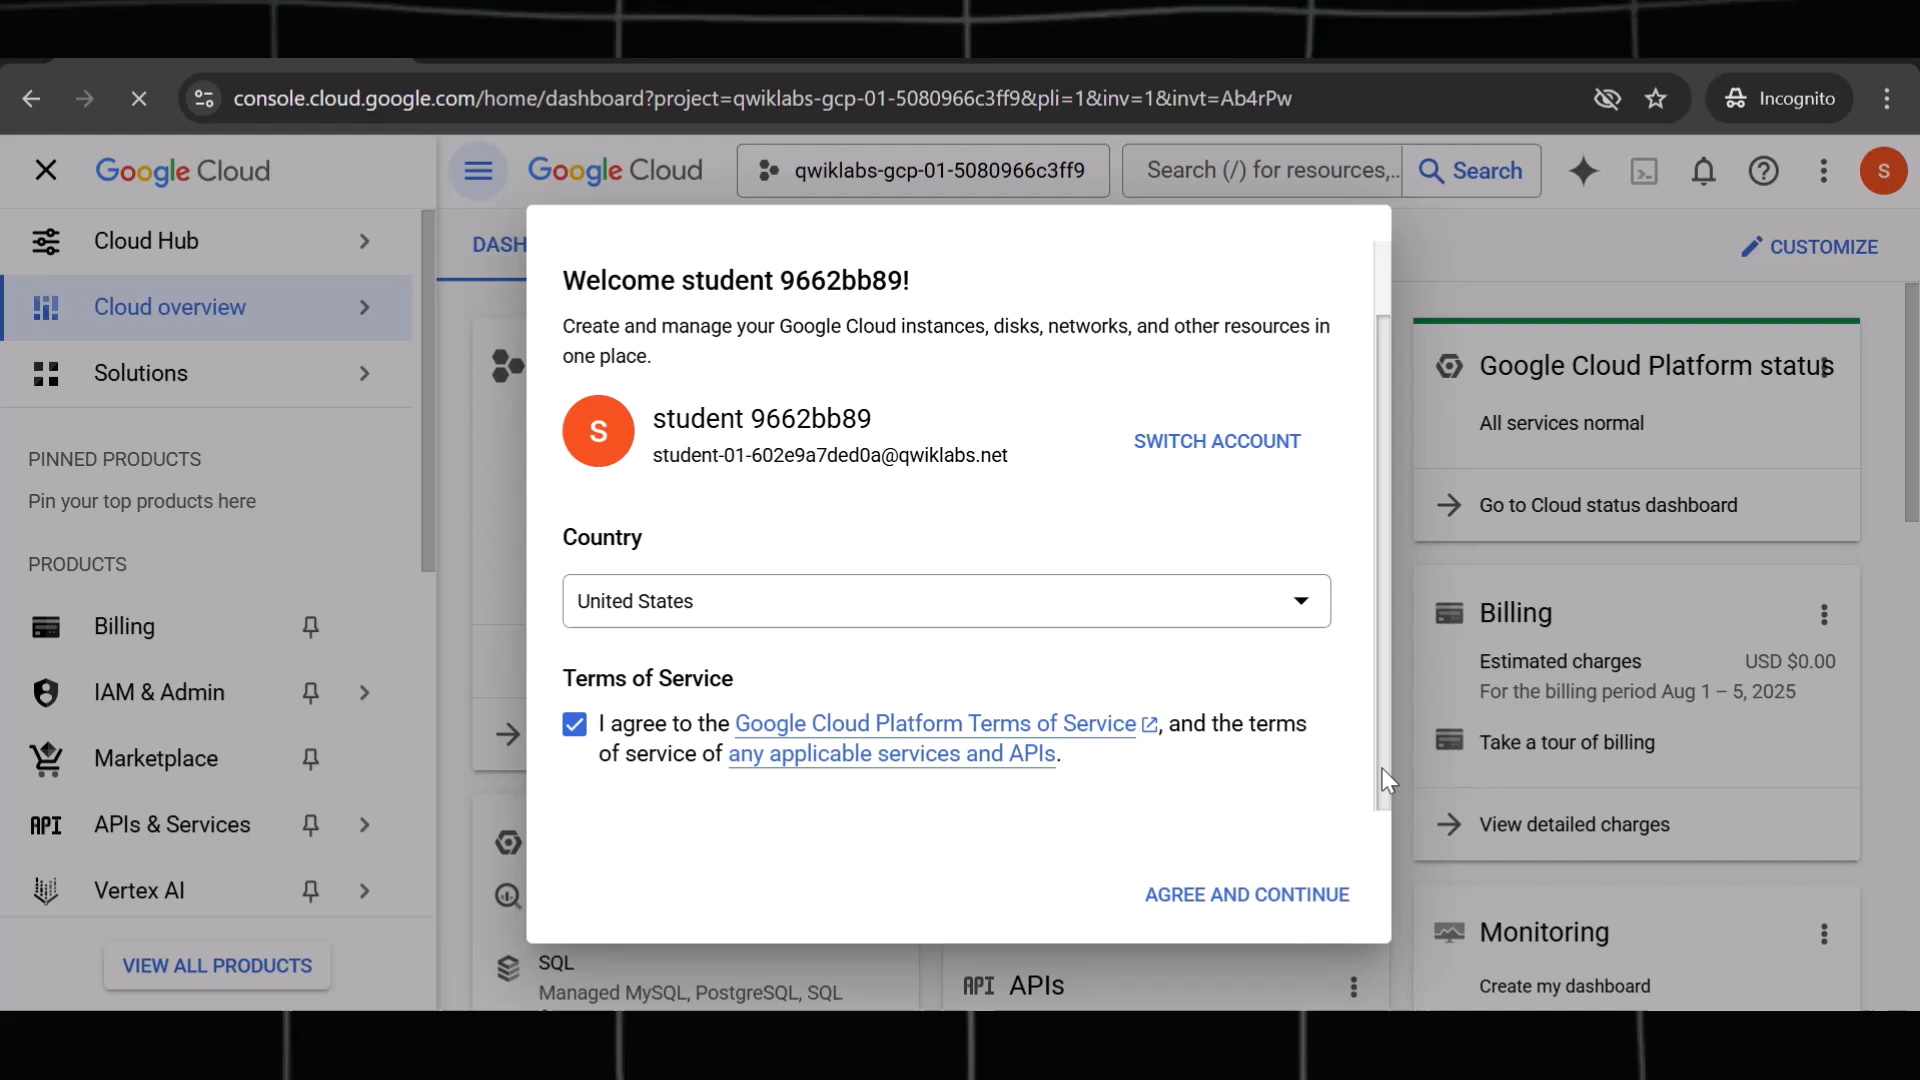 console.cloud.google.com/home/dashboard?project=qwiklabs-gcp-01-5080966c3ff9&pli=1&inv=1&invt=Ab4rPw
Incognito
Google Cloud
Google Cloud
qwiklabs-gcp-01-5080966c3ff9
Search (/) for resources,..
Search
S
Cloud Hub
Cloud overview
Solutions
PINNED PRODUCTS
Pin your top products here
PRODUCTS
Billing
IAM & Admin
Marketplace
API APIs & Services
Vertex AI
VIEW ALL PRODUCTS
DASH
CUSTOMIZE
Welcome student 9662bb89!
Create and manage your Google Cloud instances, disks, networks, and other resources in
one place.
S
student 9662bb89
student-01-602e9a7ded0a@qwiklabs.net
SWITCH ACCOUNT
Country
United States
Terms of Service
I agree to the Google Cloud Platform Terms of Service, and the terms
of service of any applicable services and APIs.
AGREE AND CONTINUE
SQL
Managed MySQL, PostgreSQL, SQL
API APIs
Google Cloud Platform status
All services normal
Go to Cloud status dashboard
Billing
Estimated charges USD $0.00
For the billing period Aug 1 – 5, 2025
Take a tour of billing
View detailed charges
Monitoring
Create my dashboard